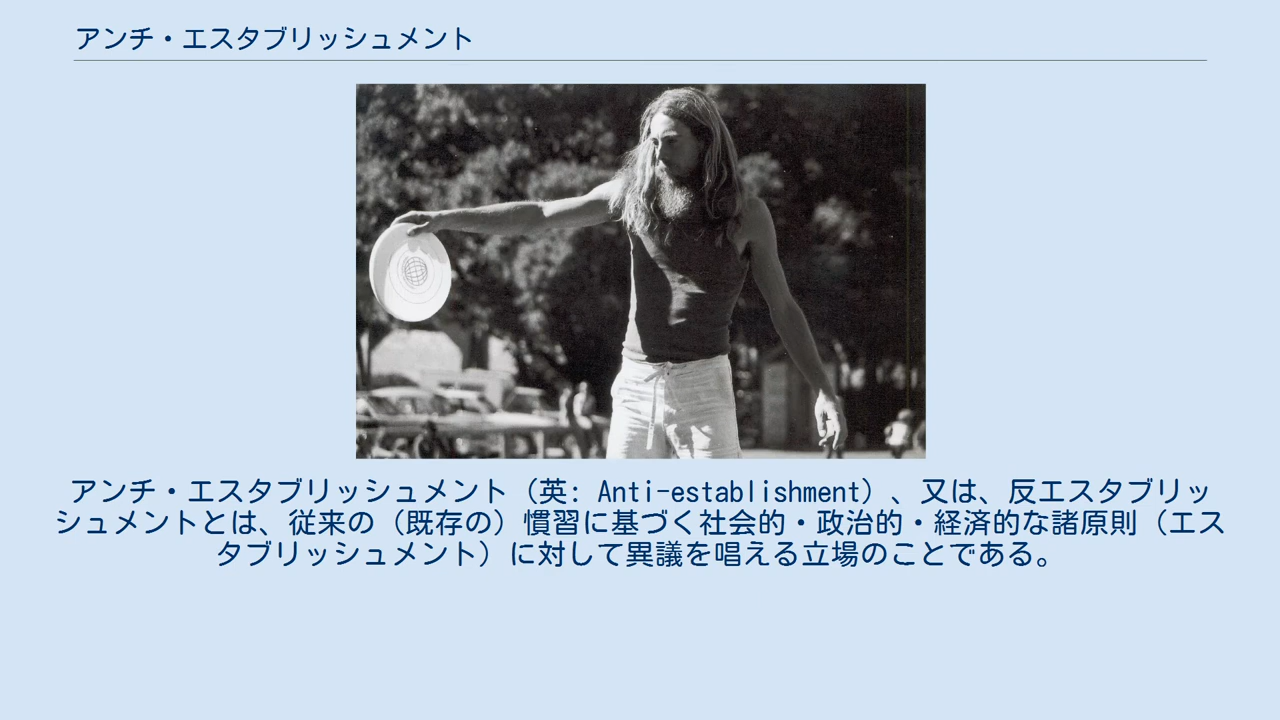 アンチ・エスタブリッシュメント
アンチ・エスタブリッシュメント（英: Anti-establishment）、又は、反エスタブリッ
シュメントとは、従来の（既存の）慣習に基づく社会的・政治的・経済的な諸原則（エス
タブリッシュメント）に対して異議を唱える立場のことである。